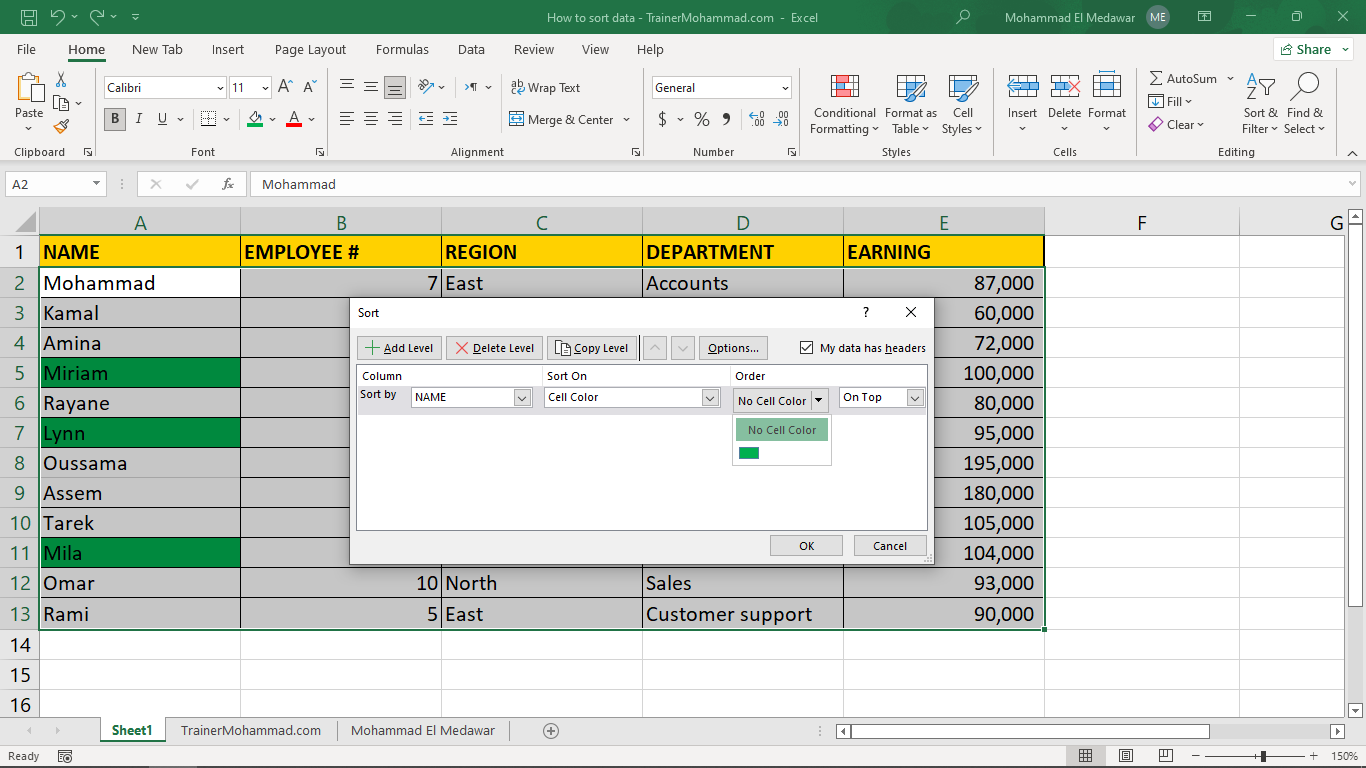 How to sort data - TrainerMohammad.com - Excel
Mohammad El Medawar ME
File Home New Tab Insert Page Layout Formulas Data Review View Help Share
Paste
Clipboard
Calibri 11
B I U A
Font
Wrap Text
Merge & Center
Alignment
General
$ % 9
Number
Conditional Formatting
Format as Table
Cell Styles
Styles
Insert Delete Format
Cells
AutoSum
Fill
Clear
Sort & Filter
Find & Select
Editing
A2 fx Mohammad
A B C D E F G
1 NAME EMPLOYEE # REGION DEPARTMENT EARNING
2 Mohammad 7 East Accounts 87,000
3 Kamal 60,000
4 Amina 72,000
5 Miriam 100,000
6 Rayane 80,000
7 Lynn 95,000
8 Oussama 195,000
9 Assem 180,000
10 Tarek 105,000
11 Mila 104,000
12 Omar 10 North Sales 93,000
13 Rami 5 East Customer support 90,000
14
15
16
Sort ?
Add Level Delete Level Copy Level Options... My data has headers
Column Sort On Order
Sort by NAME Cell Color No Cell Color On Top
No Cell Color
OK Cancel
Sheet1 TrainerMohammad.com Mohammad El Medawar
Ready 150%